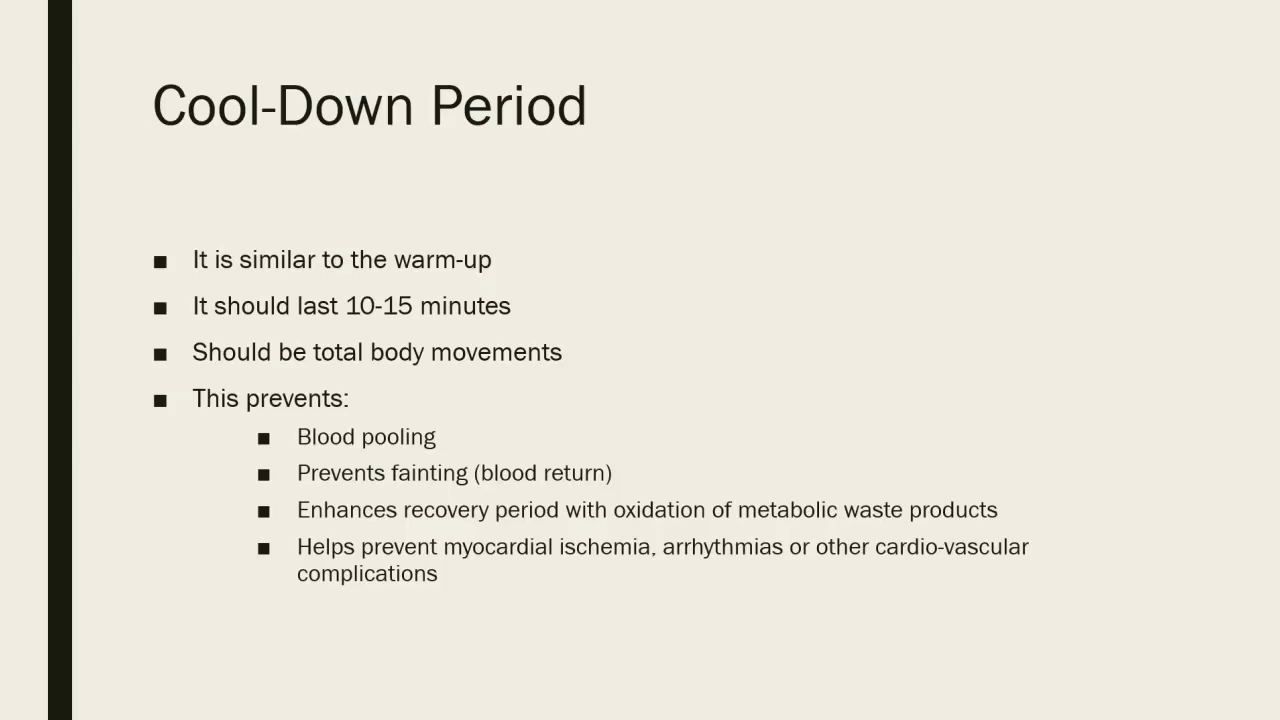 Cool-Down Period
■ It is similar to the warm-up
■ It should last 10-15 minutes
■ Should be total body movements
■ This prevents:
■ Blood pooling
■ Prevents fainting (blood return)
■ Enhances recovery period with oxidation of metabolic waste products
■ Helps prevent myocardial ischemia, arrhythmias or other cardio-vascular
complications